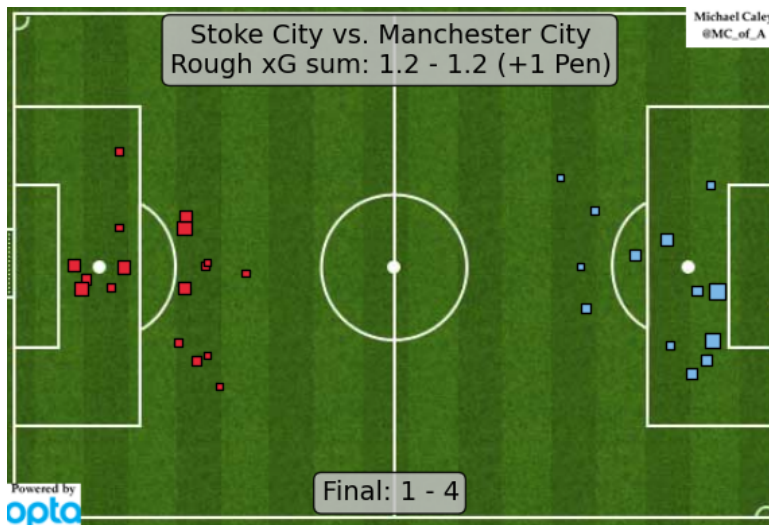 Michael Caley
@MC_of_A
Stoke City vs. Manchester City
Rough xG sum: 1.2 - 1.2 (+1 Pen)
Final: 1 - 4
Powered by
opta